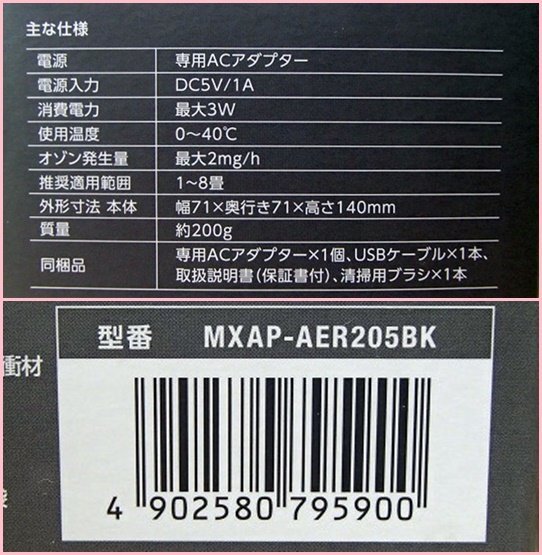 主な仕様
電源 専用ACアダプター
電源入力 DC5V/1A
消費電力 最大3W
使用温度 0～40℃
オゾン発生量 最大2mg/h
推奨適用範囲 1～8畳
外形寸法 本体 幅71×奥行き71×高さ140mm
質量 約200g
同梱品 専用ACアダプター×1個、USBケーブル×1本、
取扱説明書(保証書付)、清掃用ブラシ×1本
型番 MXAP-AER205BK
衝材
4 902580 795900